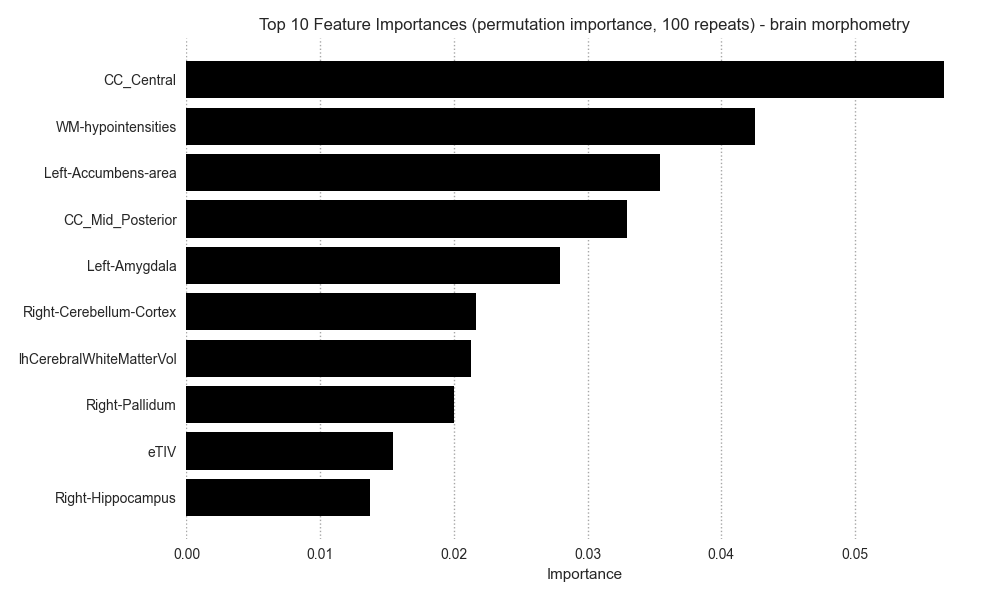 Top 10 Feature Importances (permutation importance, 100 repeats) - brain morphometry
CC_Central
WM-hypointensities
Left-Accumbens-area
CC_Mid_Posterior
Left-Amygdala
Right-Cerebellum-Cortex
lhCerebralWhiteMatterVol
Right-Pallidum
eTIV
Right-Hippocampus
0.00 0.01 0.02 0.03 0.04 0.05
Importance